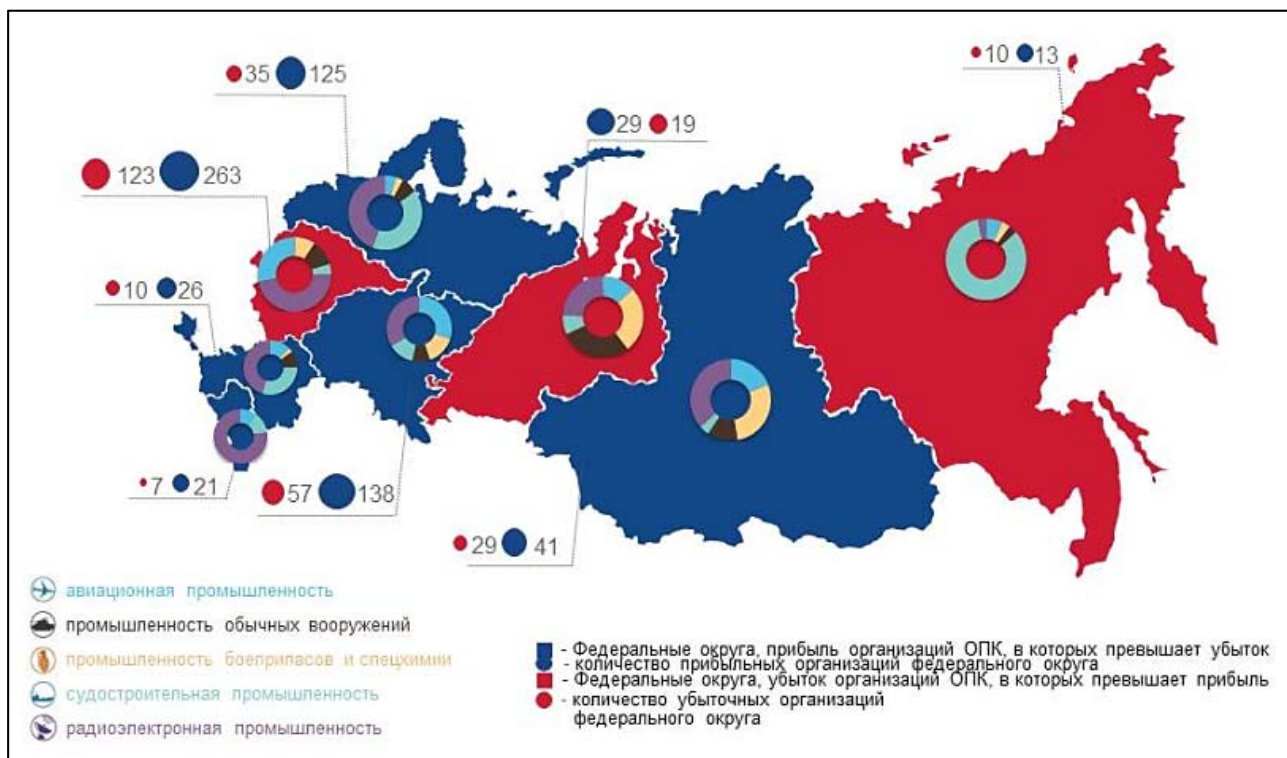 35 125
10 13
29 19
123 263
10 26
7 21
57 138
29 41
авиационная промышленность
промышленность обычных вооружений
промышленность боеприпасов и спецхимии
судостроительная промышленность
радиоэлектронная промышленность
- Федеральные округа, прибыль организаций ОПК, в которых превышает убыток
- количество прибыльных организаций федерального округа
- Федеральные округа, убыток организаций ОПК, в которых превышает прибыль
- количество убыточных организаций
федерального округа